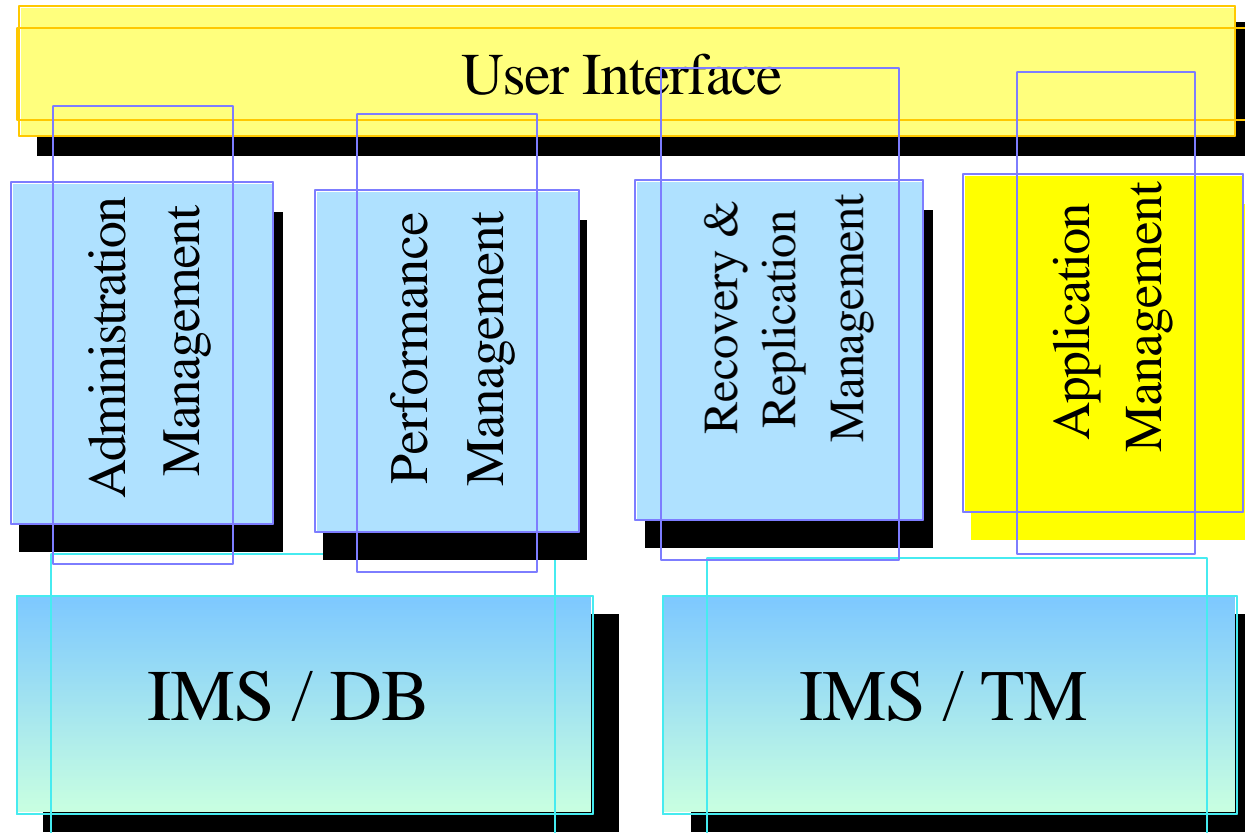 User Interface
Administration
Management
Performance
Management
Recovery &
Replication
Management
Application
Management
IMS / DB
IMS / TM